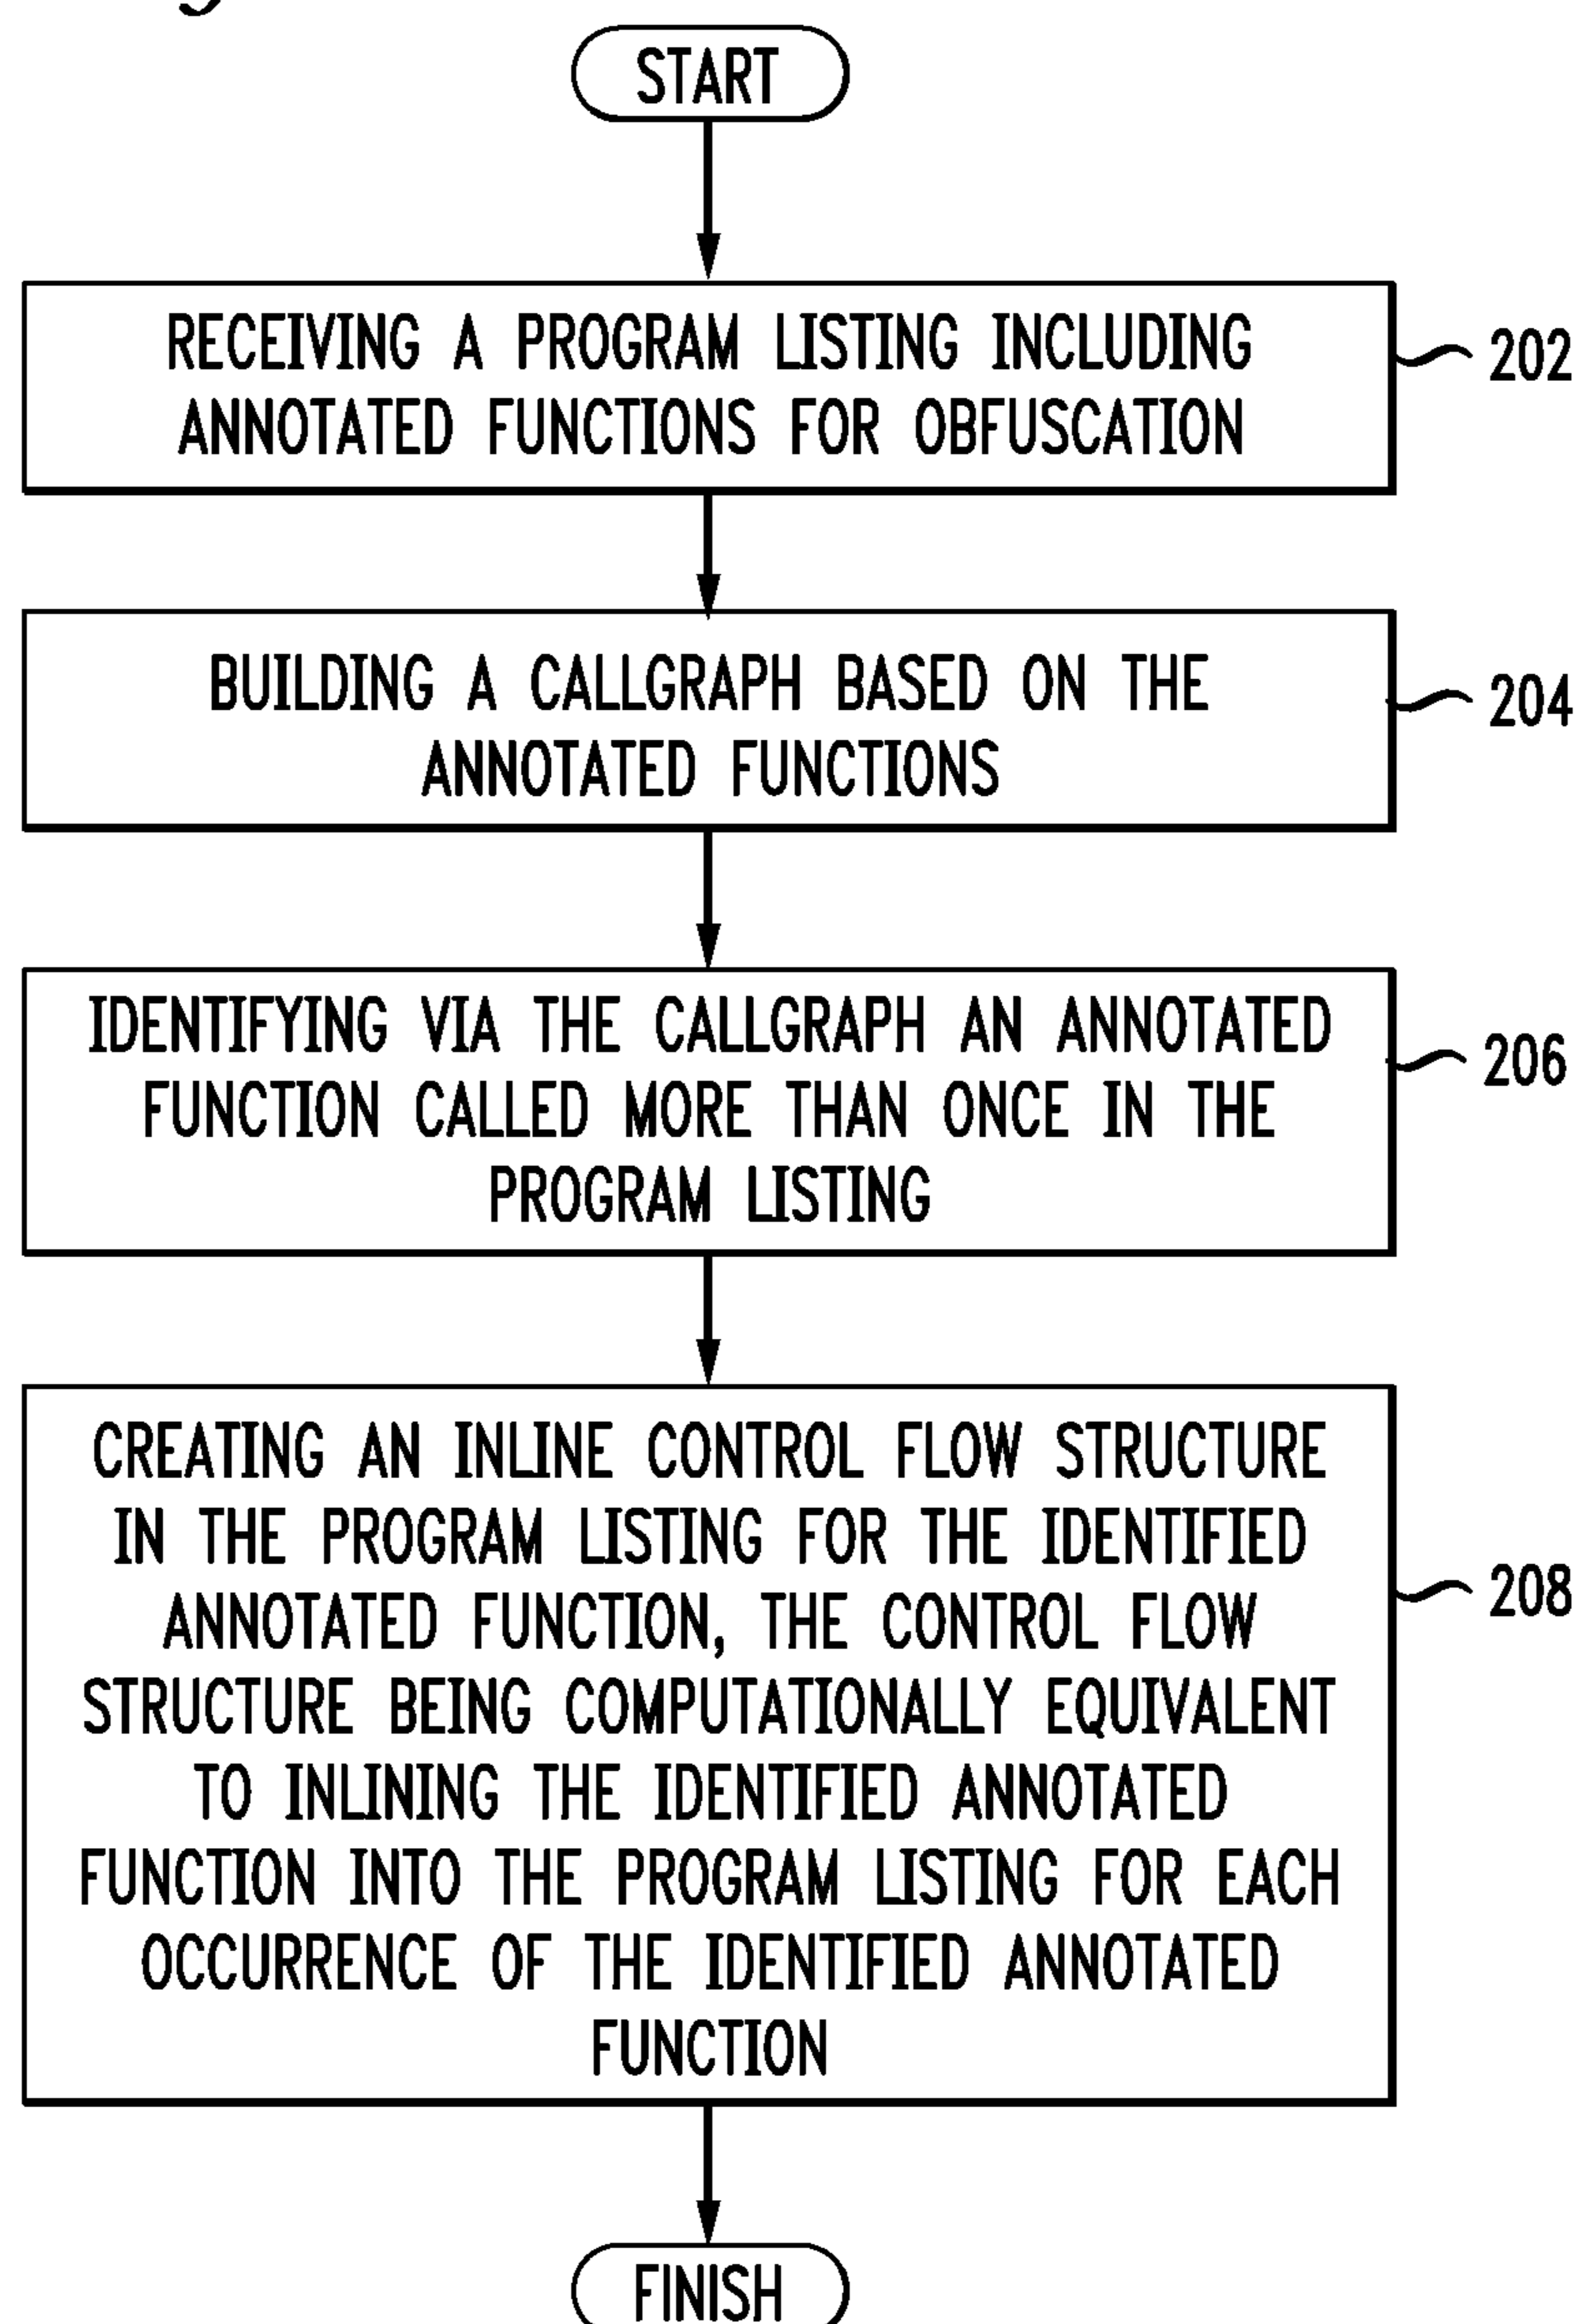 START
RECEIVING A PROGRAM LISTING INCLUDING
ANNOTATED FUNCTIONS FOR OBFUSCATION
202
BUILDING A CALLGRAPH BASED ON THE
ANNOTATED FUNCTIONS
204
IDENTIFYING VIA THE CALLGRAPH AN ANNOTATED
FUNCTION CALLED MORE THAN ONCE IN THE
PROGRAM LISTING
206
CREATING AN INLINE CONTROL FLOW STRUCTURE
IN THE PROGRAM LISTING FOR THE IDENTIFIED
ANNOTATED FUNCTION, THE CONTROL FLOW
STRUCTURE BEING COMPUTATIONALLY EQUIVALENT
TO INLINING THE IDENTIFIED ANNOTATED
FUNCTION INTO THE PROGRAM LISTING FOR EACH
OCCURRENCE OF THE IDENTIFIED ANNOTATED
FUNCTION
208
FINISH